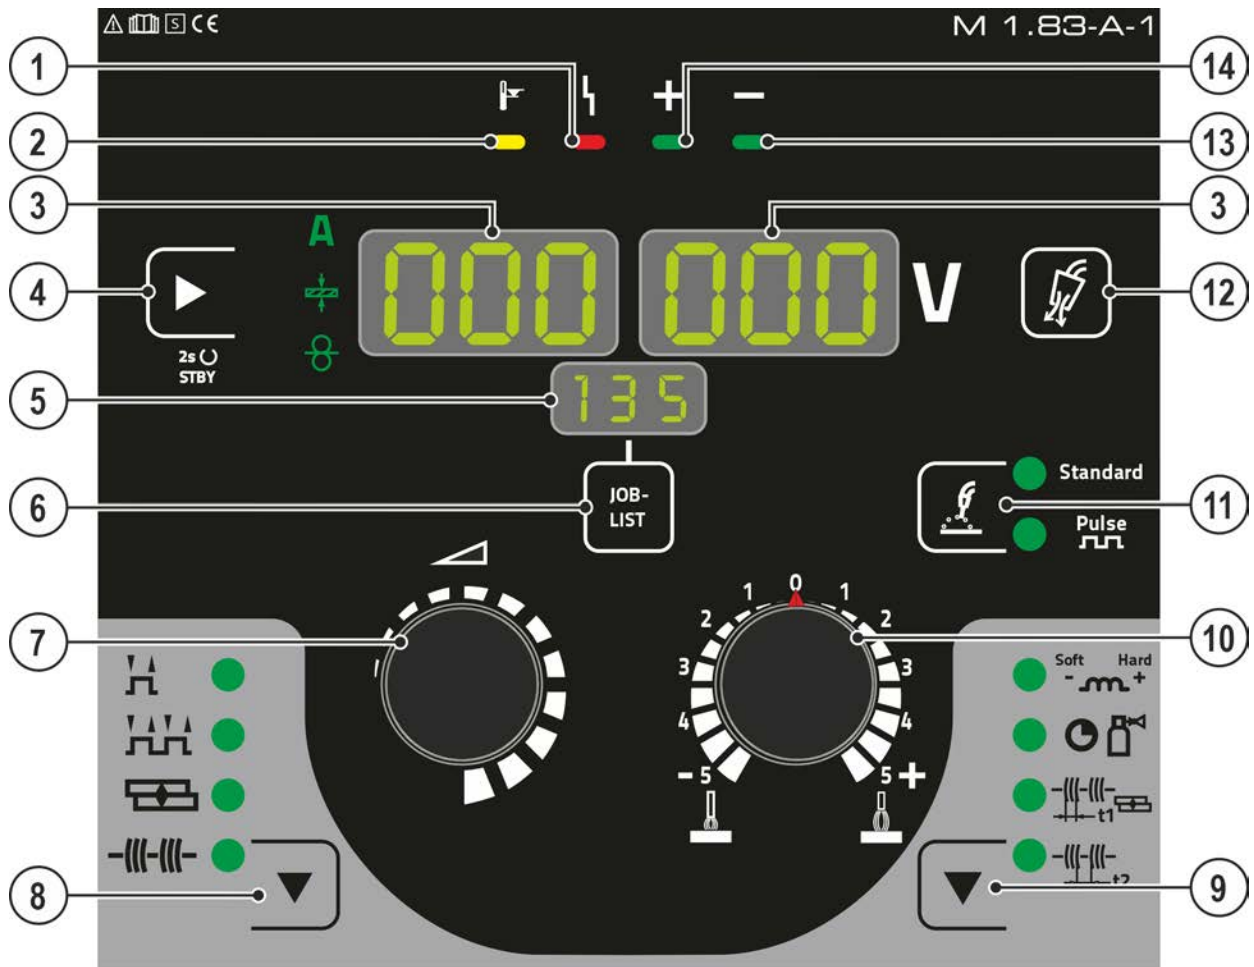 S CE M 1.83-A-1
1 14
+ −
2 13
3 3
A 000 000 V
4 12
2s
STBY
5 135
6 JOB-
LIST
Standard
11
Pulse
7 10
1 0 1
2 2
3 3
4 4
- 5 5 +
Soft Hard
- +
t1
t2
8 9